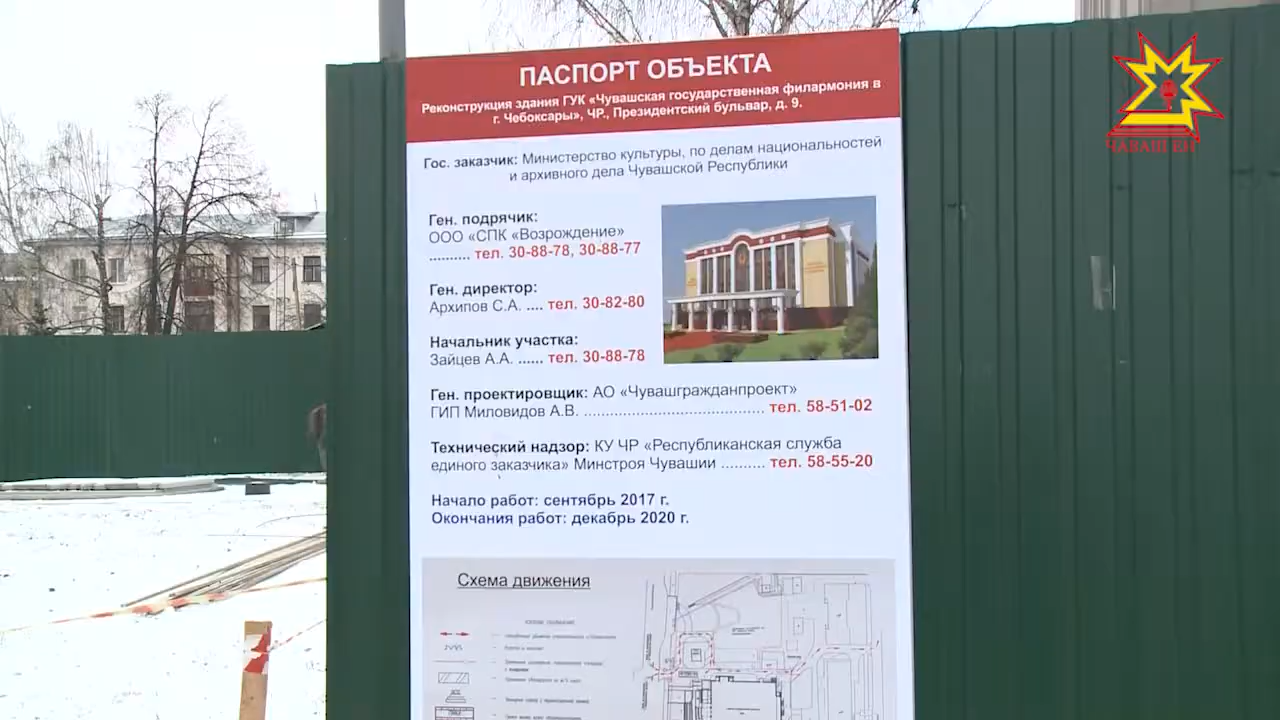 ПАСПОРТ ОБЪЕКТА
Реконструкция здания ГУК «Чувашская государственная филармония в
г. Чебоксары», ЧР., Президентский бульвар, д. 9.
ЧĂВАШ ЕН
Гос. заказчик: Министерство культуры, по делам национальностей
и архивного дела Чувашской Республики
Ген. подрячик:
ООО «СПК «Возрождение»
.......... тел. 30-88-78, 30-88-77
Ген. директор:
Архипов С.А. .... тел. 30-82-80
Начальник участка:
Зайцев А.А. ...... тел. 30-88-78
Ген. проектировщик: АО «Чувашгражданпроект»
ГИП Миловидов А.В. ......................................... тел. 58-51-02
Технический надзор: КУ ЧР «Республиканская служба
единого заказчика» Минстроя Чувашии .......... тел. 58-55-20
Начало работ: сентябрь 2017 г.
Окончания работ: декабрь 2020 г.
Схема движения